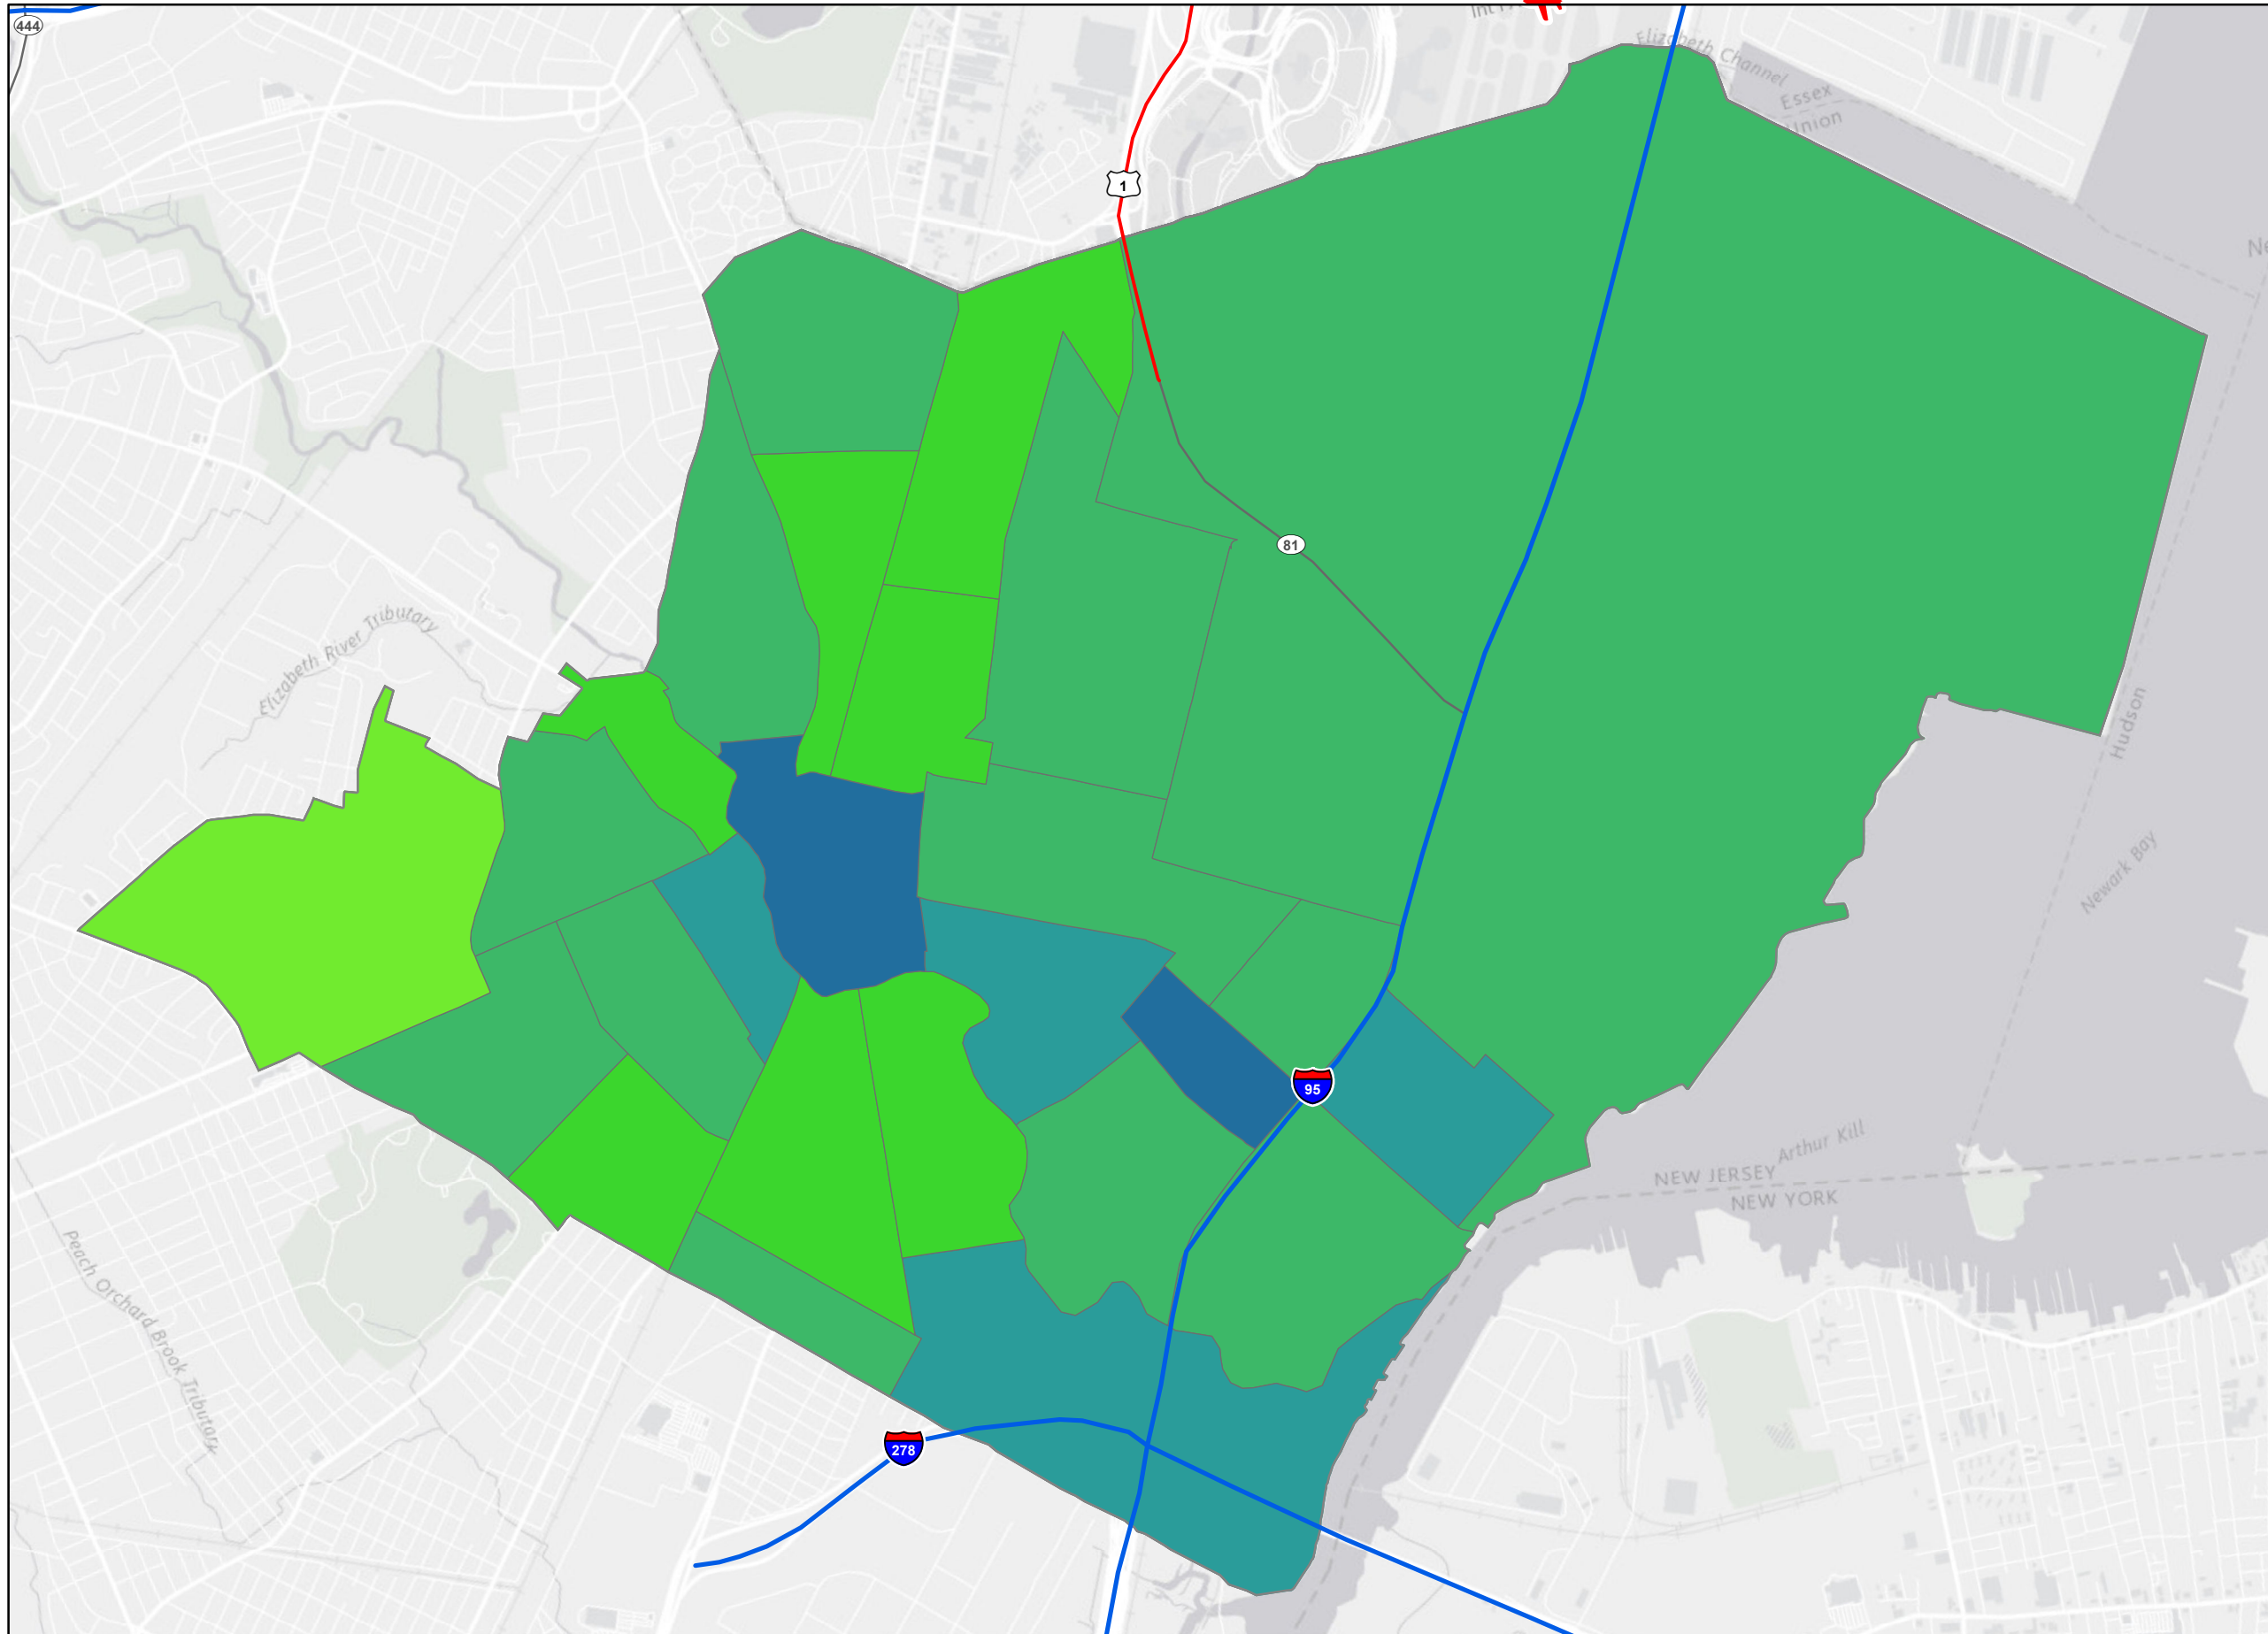 444
Int'l
Elizabeth Channel
Essex
Union
1
81
Elizabeth River Tributary
Hudson
Newark Bay
95
Arthur Kill
NEW JERSEY
NEW YORK
Peach Orchard Brook Tributary
278